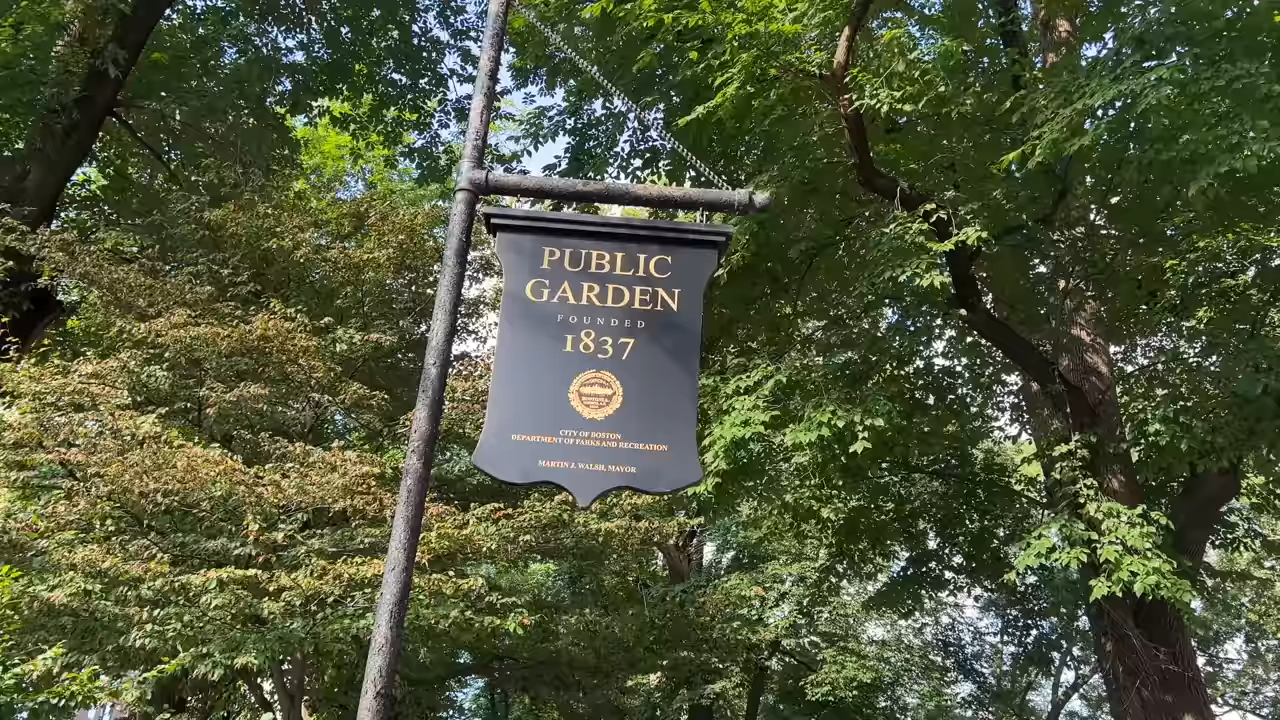 PUBLIC
GARDEN
FOUNDED
1837
CITY OF BOSTON
DEPARTMENT OF PARKS AND RECREATION
MARTIN J. WALSH, MAYOR